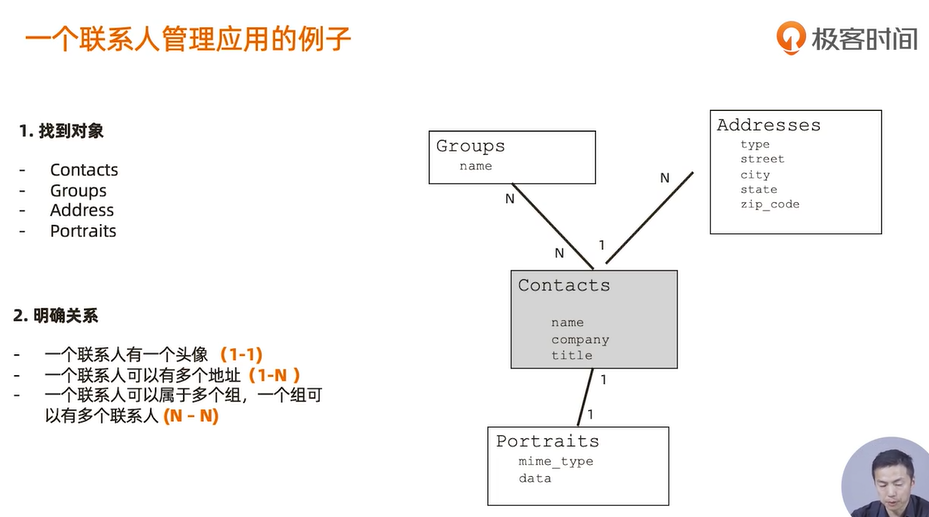 一个联系人管理应用的例子
极客时间
1. 找到对象
- Contacts
- Groups
- Address
- Portraits
2. 明确关系
- 一个联系人有一个头像 (1-1)
- 一个联系人可以有多个地址 (1-N )
- 一个联系人可以属于多个组，一个组可
以有多个联系人 (N – N)
Groups
name
N
N
Addresses
type
street
city
state
zip_code
N
1
Contacts
name
company
title
1
1
Portraits
mime_type
data